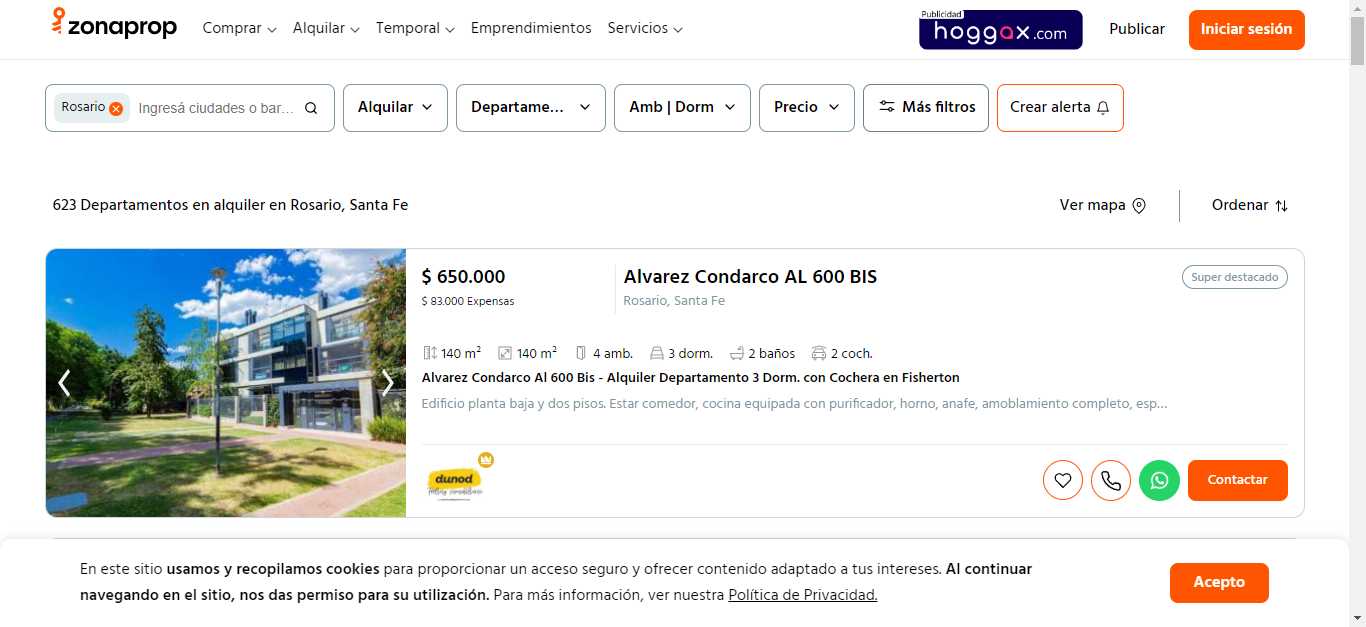 zonaprop
Comprar
Alquilar
Temporal
Emprendimientos
Servicios
Publicidad
hoggax.com
Publicar
Iniciar sesión
Rosario
Ingresá ciudades o bar...
Alquilar
Departame...
Amb | Dorm
Precio
Más filtros
Crear alerta
623 Departamentos en alquiler en Rosario, Santa Fe
Ver mapa
Ordenar
$ 650.000
$ 83.000 Expensas
Alvarez Condarco AL 600 BIS
Rosario, Santa Fe
Super destacado
140 m²
140 m²
4 amb.
3 dorm.
2 baños
2 coch.
Alvarez Condarco Al 600 Bis - Alquiler Departamento 3 Dorm. con Cochera en Fisherton
Edificio planta baja y dos pisos. Estar comedor, cocina equipada con purificador, horno, anafe, amoblamiento completo, esp...
dunod
Contactar
En este sitio usamos y recopilamos cookies para proporcionar un acceso seguro y ofrecer contenido adaptado a tus intereses. Al continuar
navegando en el sitio, nos das permiso para su utilización. Para más información, ver nuestra Política de Privacidad.
Acepto